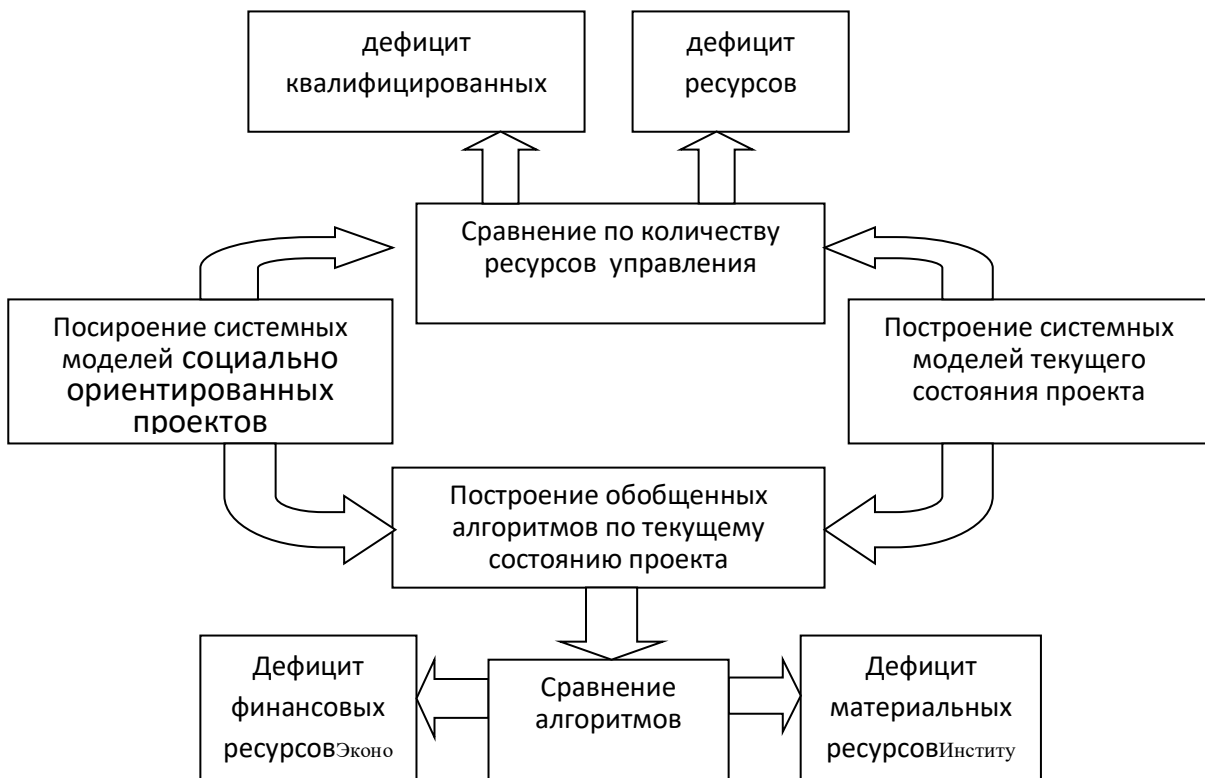 дефицит
квалифицированных
дефицит
ресурсов
Сравнение по количеству
ресурсов управления
Посироение системных
моделей социально
ориентированных
проектов
Построение системных
моделей текущего
состояния проекта
Построение обобщенных
алгоритмов по текущему
состоянию проекта
Дефицит
финансовых
ресурсовЭконо
Сравнение
алгоритмов
Дефицит
материальных
ресурсовИнститу